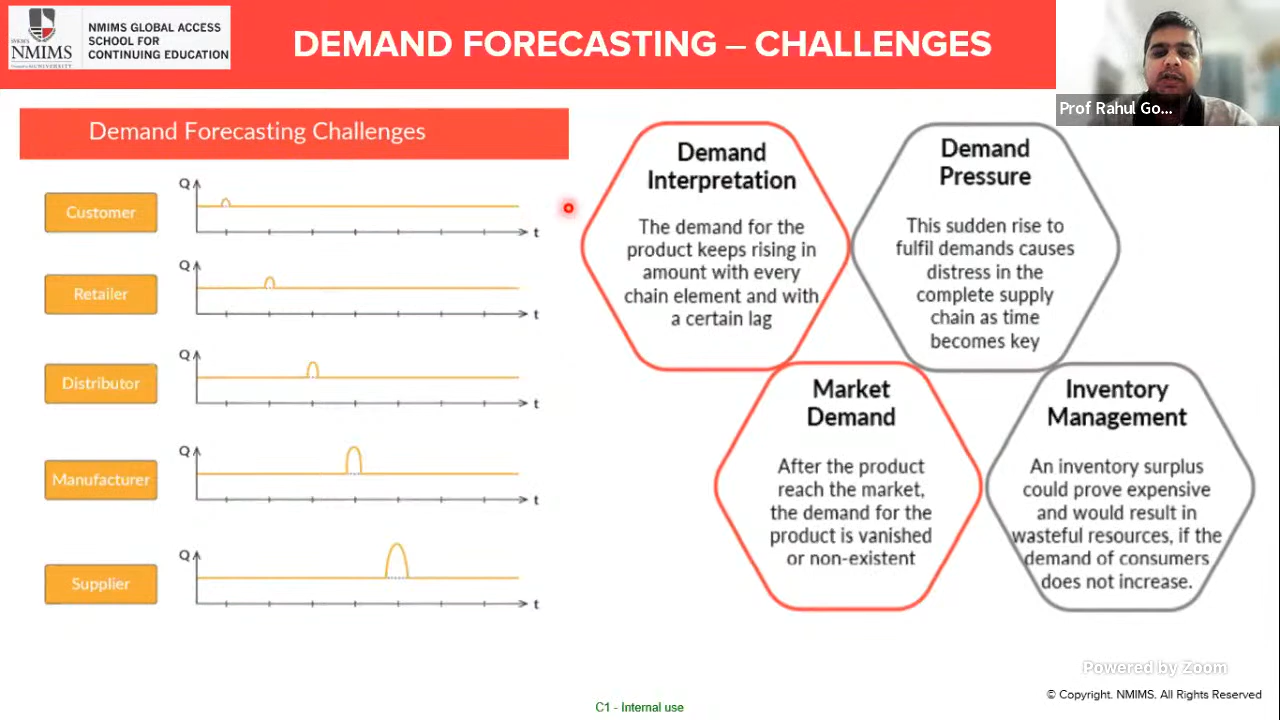 NMIMS
NMIMS GLOBAL ACCESS
SCHOOL FOR
CONTINUING EDUCATION
DEMAND FORECASTING – CHALLENGES
Prof Rahul Go...
Demand Forecasting Challenges
Customer
Q
t
Retailer
Q
t
Distributor
Q
t
Manufacturer
Q
t
Supplier
Q
t
Demand
Interpretation
The demand for the
product keeps rising in
amount with every
chain element and with
a certain lag
Demand
Pressure
This sudden rise to
fulfil demands causes
distress in the
complete supply
chain as time
becomes key
Market
Demand
After the product
reach the market,
the demand for the
product is vanished
or non-existent
Inventory
Management
An inventory surplus
could prove expensive
and would result in
wasteful resources, if the
demand of consumers
does not increase.
Powered by Zoom
© Copyright. NMIMS. All Rights Reserved
C1 - Internal use